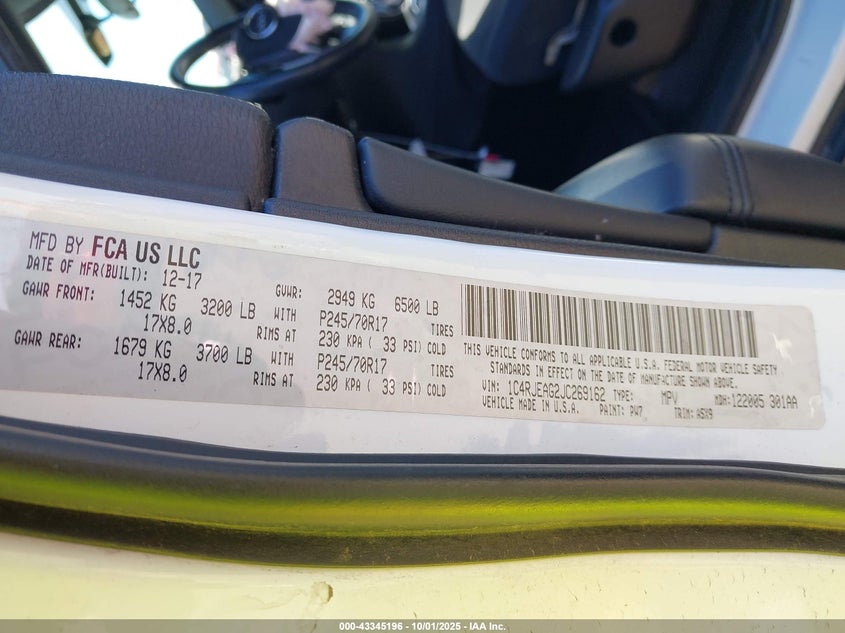 MFD BY FCA US LLC
DATE OF MFR(BUILT): 12-17
GVWR: 2949 KG 6500 LB
GAWR FRONT: 1452 KG 3200 LB WITH P245/70R17 TIRES
17X8.0 RIMS AT 230 KPA ( 33 PSI) COLD
GAWR REAR: 1679 KG 3700 LB WITH P245/70R17 TIRES
17X8.0 RIMS AT 230 KPA ( 33 PSI) COLD
THIS VEHICLE CONFORMS TO ALL APPLICABLE U.S.A. FEDERAL MOTOR VEHICLE SAFETY
STANDARDS IN EFFECT ON THE DATE OF MANUFACTURE SHOWN ABOVE.
VIN: 1C4RJEAG2JC269162 TYPE: MPV MDH: 122005 301AA
VEHICLE MADE IN U.S.A. PAINT: PW7 TRIM: A5X9
000-43345196 - 10/01/2025 - IAA Inc.